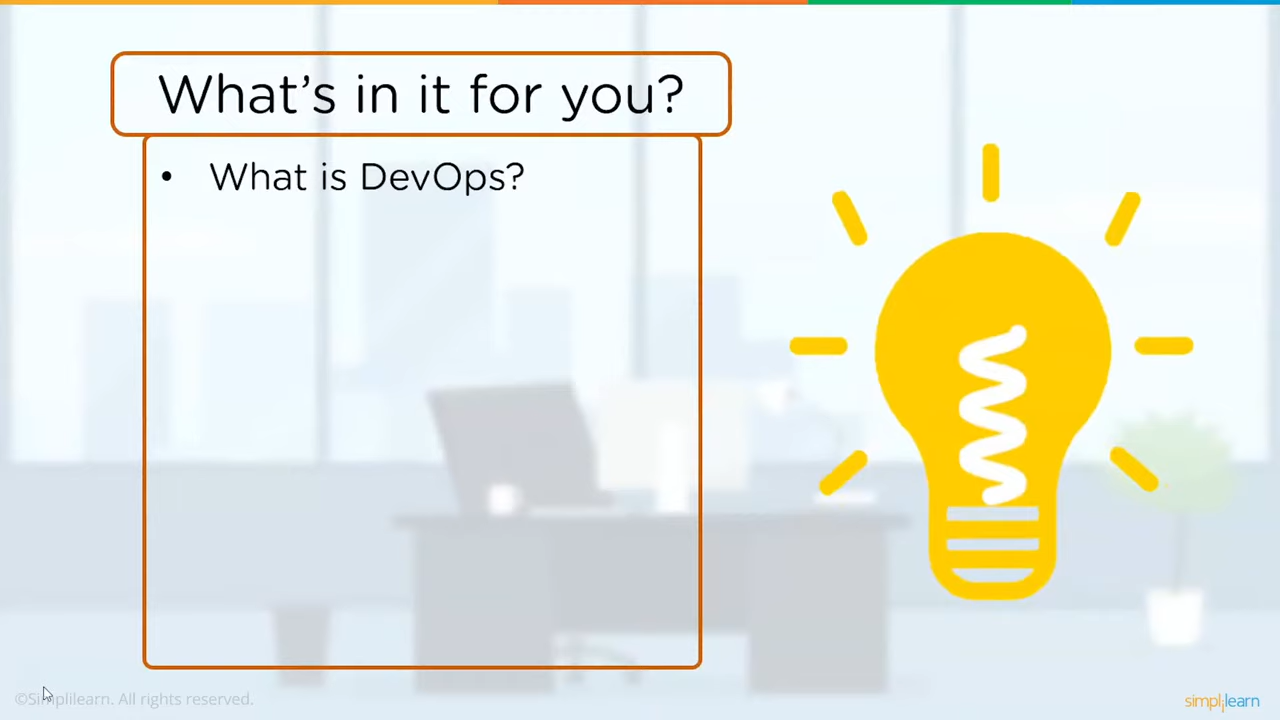 What's in it for you?
• What is DevOps?
©Simplilearn. All rights reserved.
simplilearn